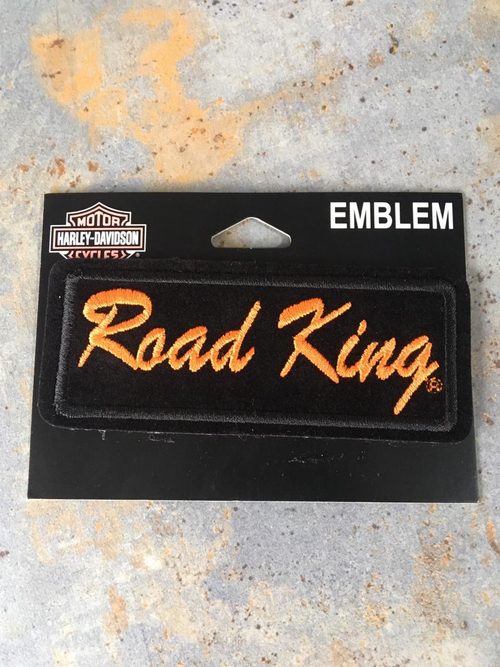 EMBLEM
MOTOR
HARLEY-DAVIDSON
CYCLES
Road King®